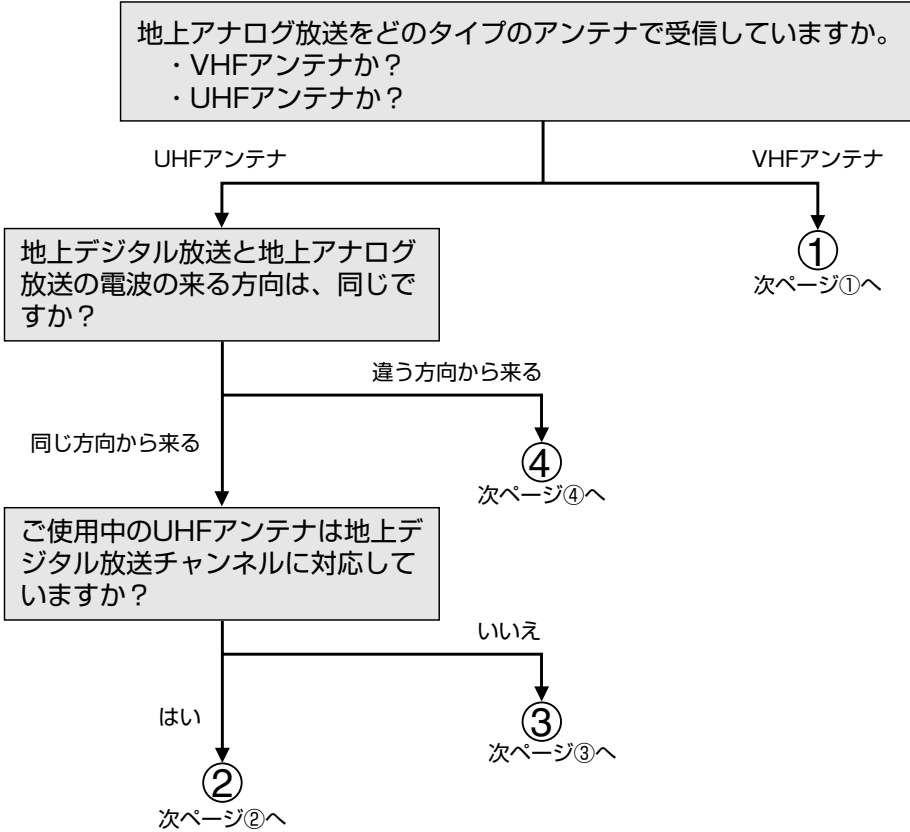 地上アナログ放送をどのタイプのアンテナで受信していますか。
・VHFアンテナか？
・UHFアンテナか？
UHFアンテナ
VHFアンテナ
地上デジタル放送と地上アナログ
放送の電波の来る方向は、同じで
すか？
①
次ページ①へ
違う方向から来る
同じ方向から来る
④
次ページ④へ
ご使用中のUHFアンテナは地上デ
ジタル放送チャンネルに対応して
いますか？
いいえ
はい
③
次ページ③へ
②
次ページ②へ